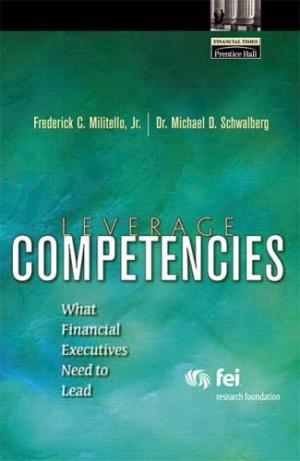 FINANCIAL TIMES
Prentice Hall
Frederick C. Militello, Jr. | Dr. Michael D. Schwalberg
LEVERAGE
COMPETENCIES
What
Financial
Executives
Need to
Lead
fei
research foundation